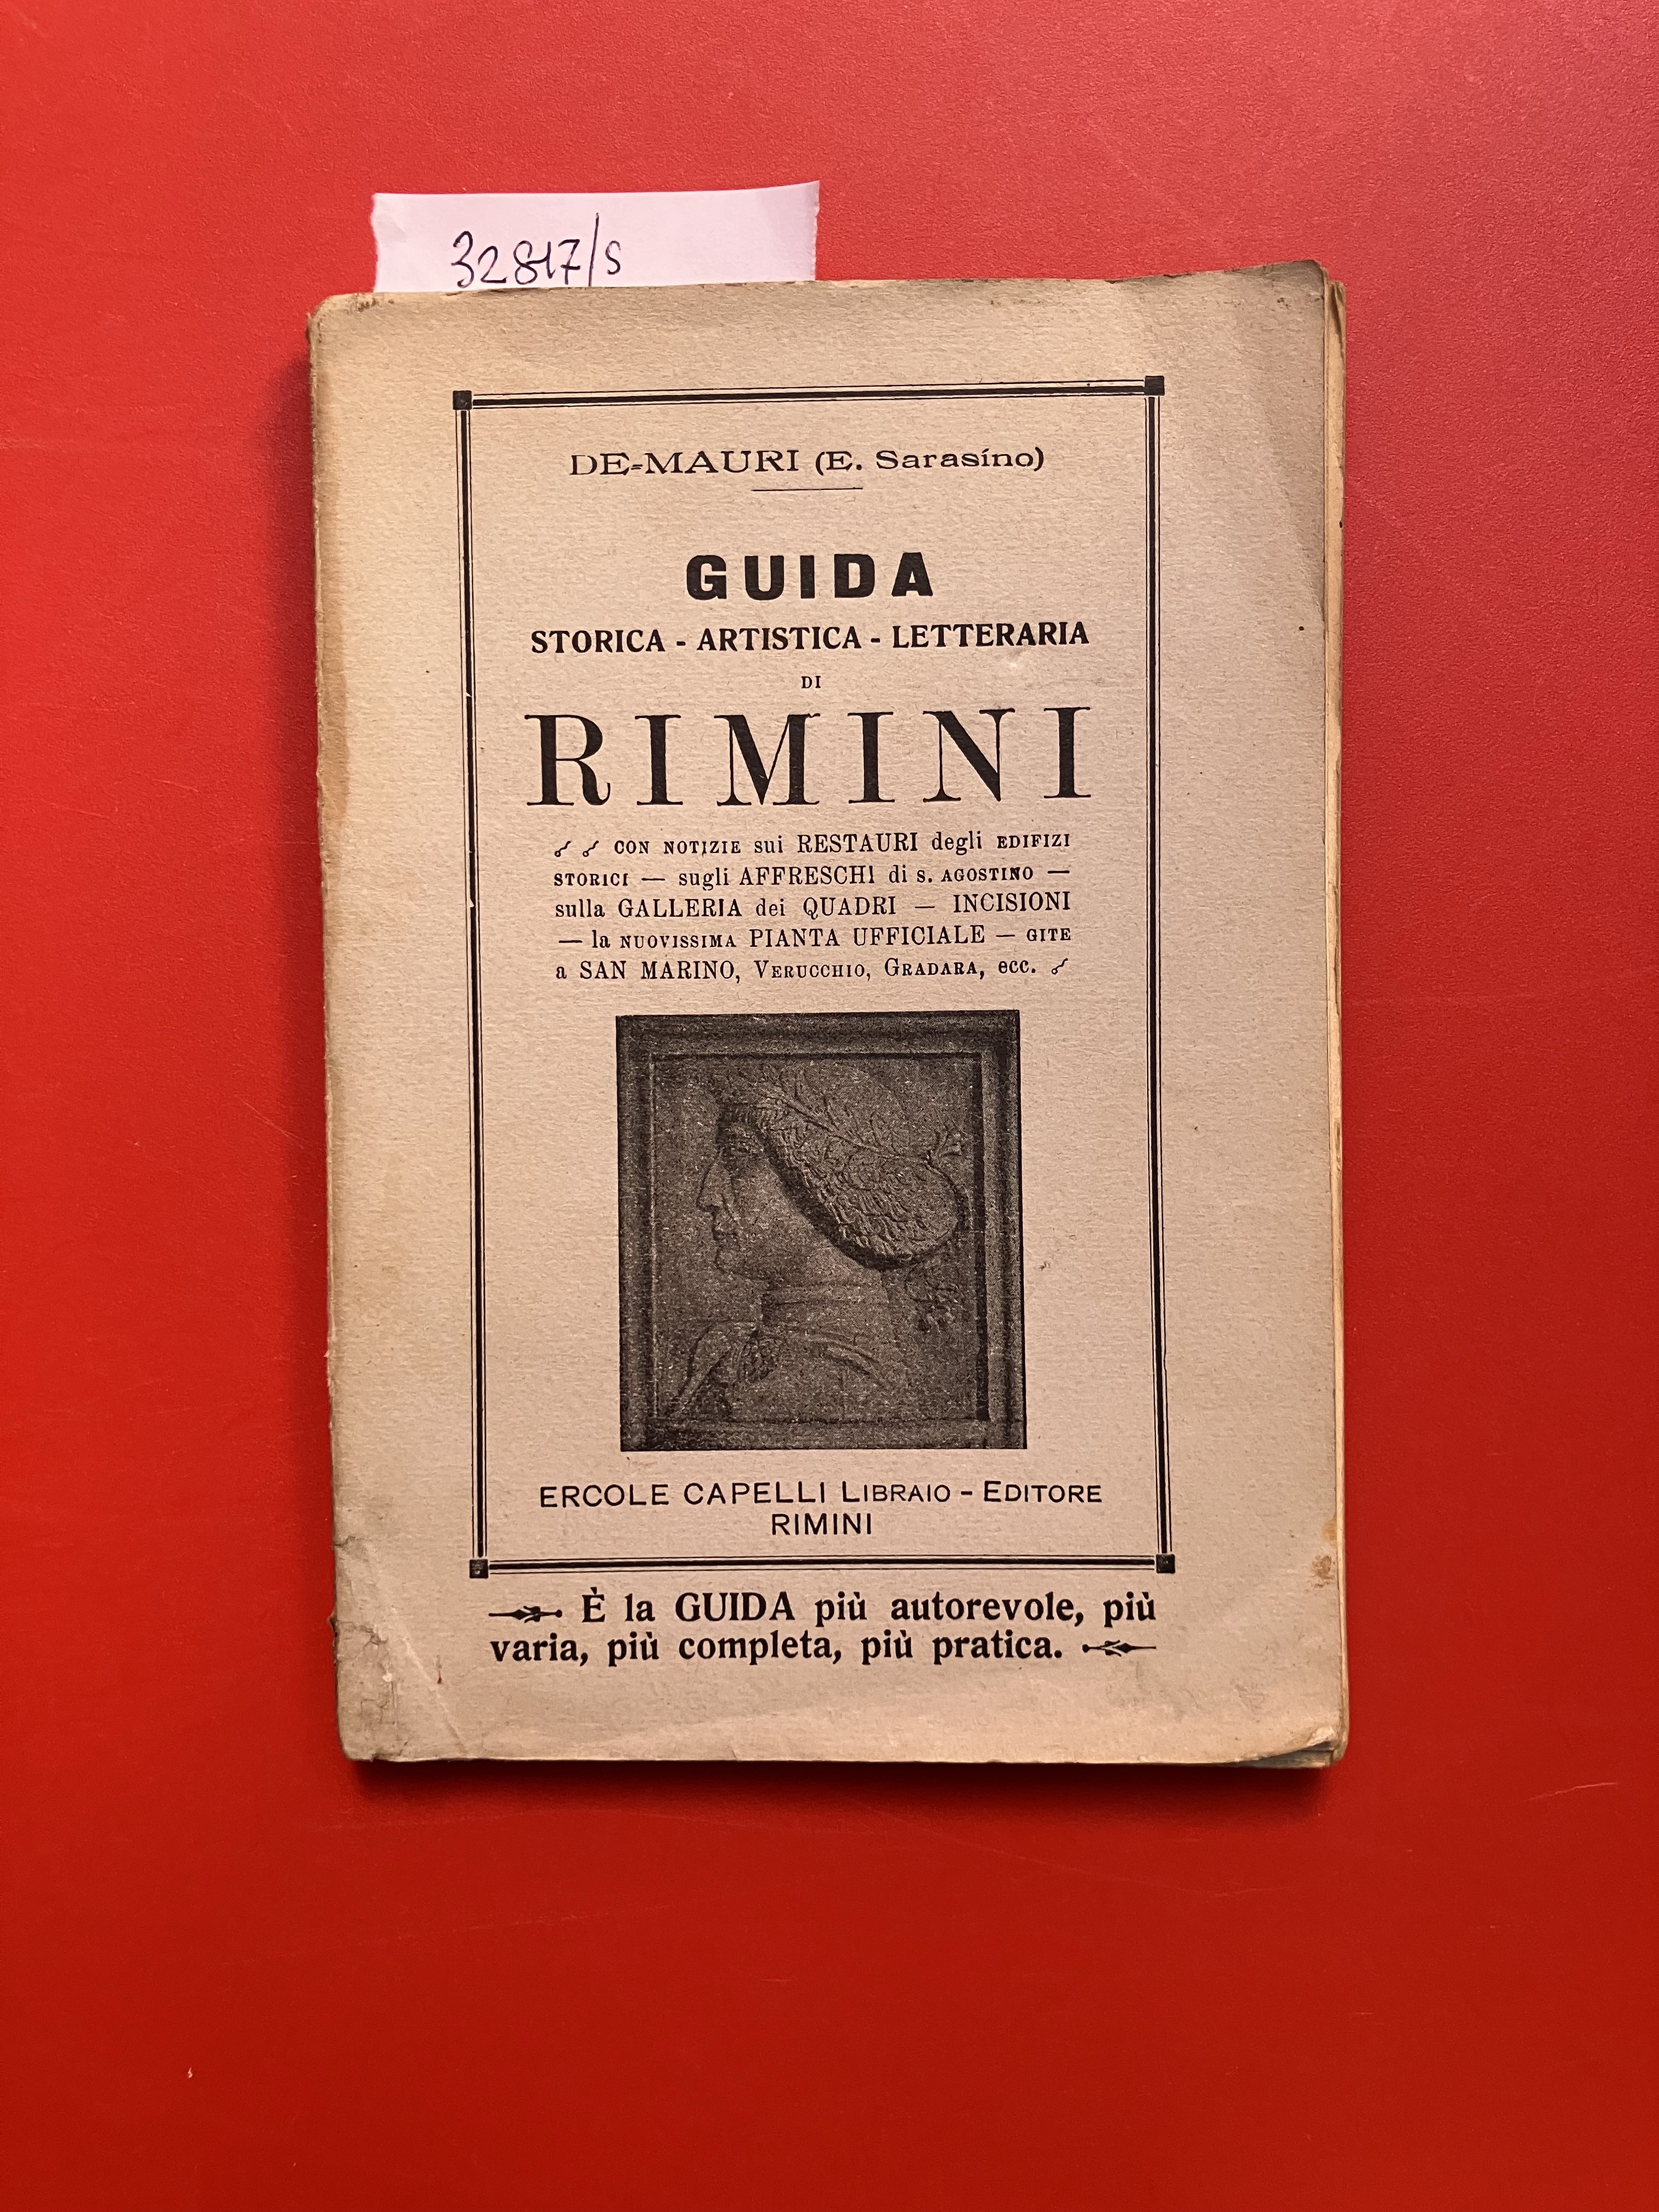 32817/s
DE-MAURI (E. Sarasino)
GUIDA
STORICA - ARTISTICA - LETTERARIA
DI
RIMINI
CON NOTIZIE sui RESTAURI degli EDIFIZI
STORICI — sugli AFFRESCHI di S. AGOSTINO —
sulla GALLERIA dei QUADRI — INCISIONI
— la NUOVISSIMA PIANTA UFFICIALE — GITE
a SAN MARINO, VERUCCHIO, GRADARA, ecc.
ERCOLE CAPELLI LIBRAIO - EDITORE
RIMINI
È la GUIDA più autorevole, più
varia, più completa, più pratica.